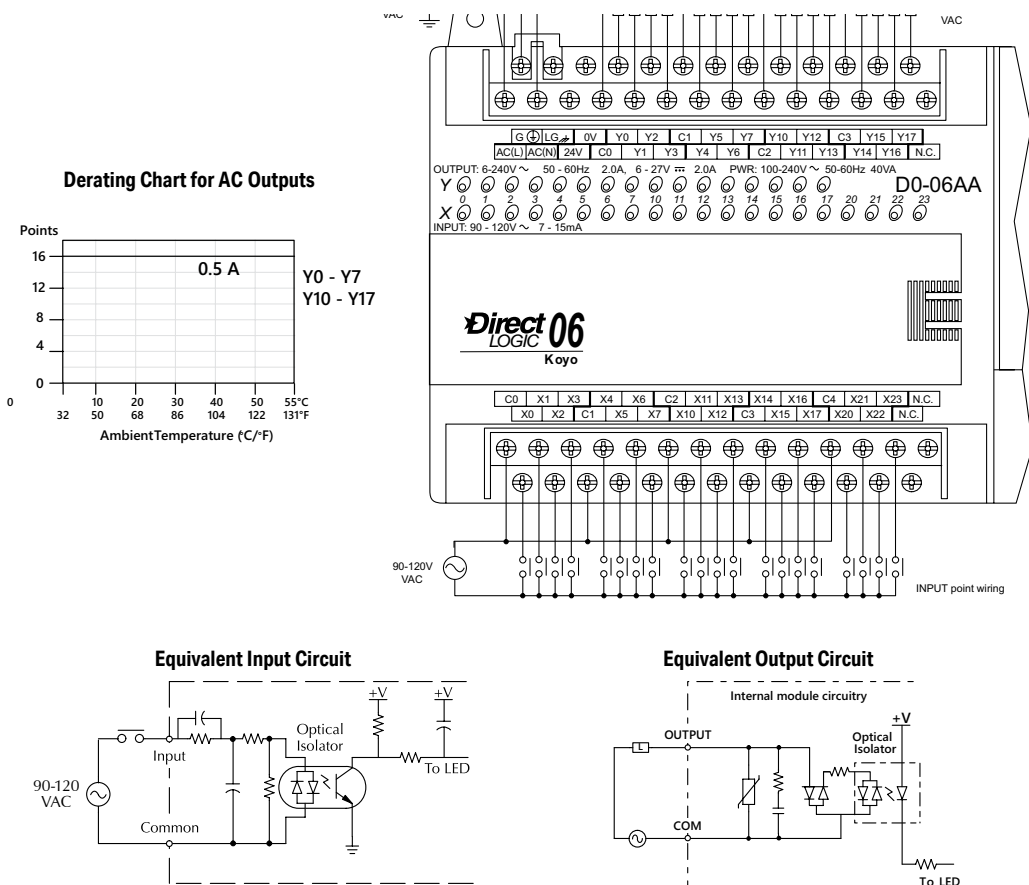 VAC
VAC
G LG 0V Y0 Y2 C1 Y5 Y7 Y10 Y12 C3 Y15 Y17
AC(L) AC(N) 24V C0 Y1 Y3 Y4 Y6 C2 Y11 Y13 Y14 Y16 N.C.
OUTPUT: 6-240V ~ 50 - 60Hz 2.0A, 6 - 27V ⎓ 2.0A PWR: 100-240V ~ 50-60Hz 40VA
Y
D0-06AA
0 1 2 3 4 5 6 7 10 11 12 13 14 15 16 17 20 21 22 23
X
INPUT: 90 - 120V ~ 7 - 15mA
Derating Chart for AC Outputs
Points
16
12
8
4
0
0.5 A
Y0 - Y7
Y10 - Y17
0 10 20 30 40 50 55°C
32 50 68 86 104 122 131°F
Ambient Temperature (°C/°F)
Direct
LOGIC 06
Koyo
C0 X1 X3 X4 X6 C2 X11 X13 X14 X16 C4 X21 X23 N.C.
X0 X2 C1 X5 X7 X10 X12 C3 X15 X17 X20 X22 N.C.
90-120V
VAC
INPUT point wiring
Equivalent Input Circuit
+V +V
Optical
Isolator
Input
To LED
90-120
VAC
Common
Equivalent Output Circuit
Internal module circuitry
+V
OUTPUT
Optical
Isolator
L
COM
To LED